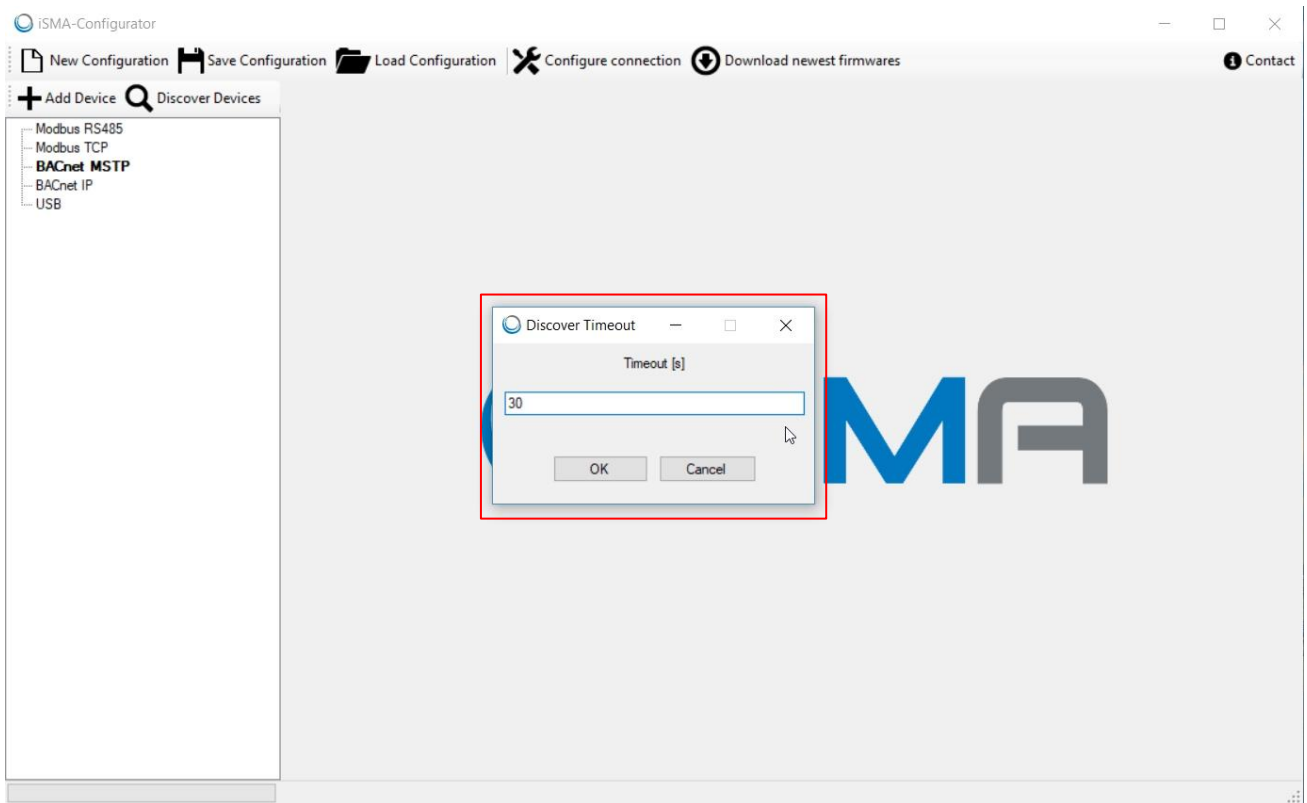 iSMA-Configurator
New Configuration Save Configuration Load Configuration Configure connection Download newest firmwares Contact
Add Device Discover Devices
Modbus RS485
Modbus TCP
BACnet MSTP
BACnet IP
USB
Discover Timeout
Timeout [s]
30
OK Cancel
MA